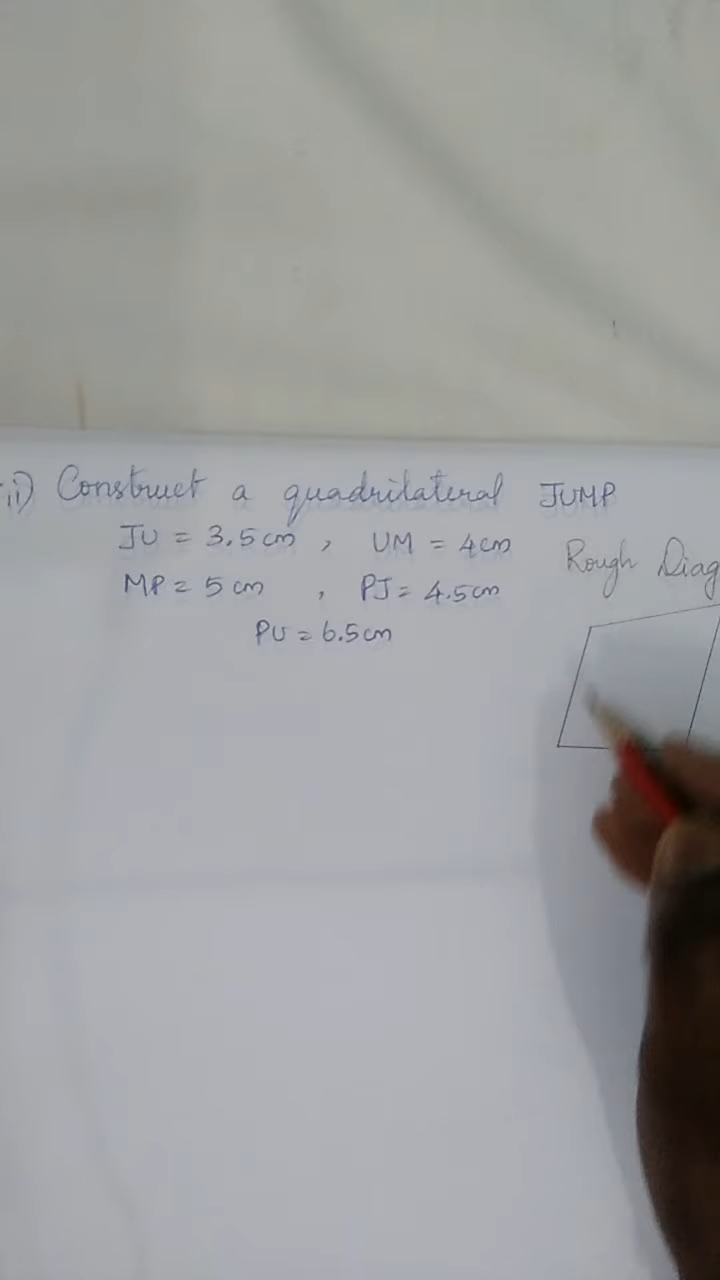 ii) Construct a quadrilateral JUMP
JU = 3.5 cm , UM = 4 cm
MP = 5 cm , PJ = 4.5 cm
PU = 6.5 cm
Rough Diag